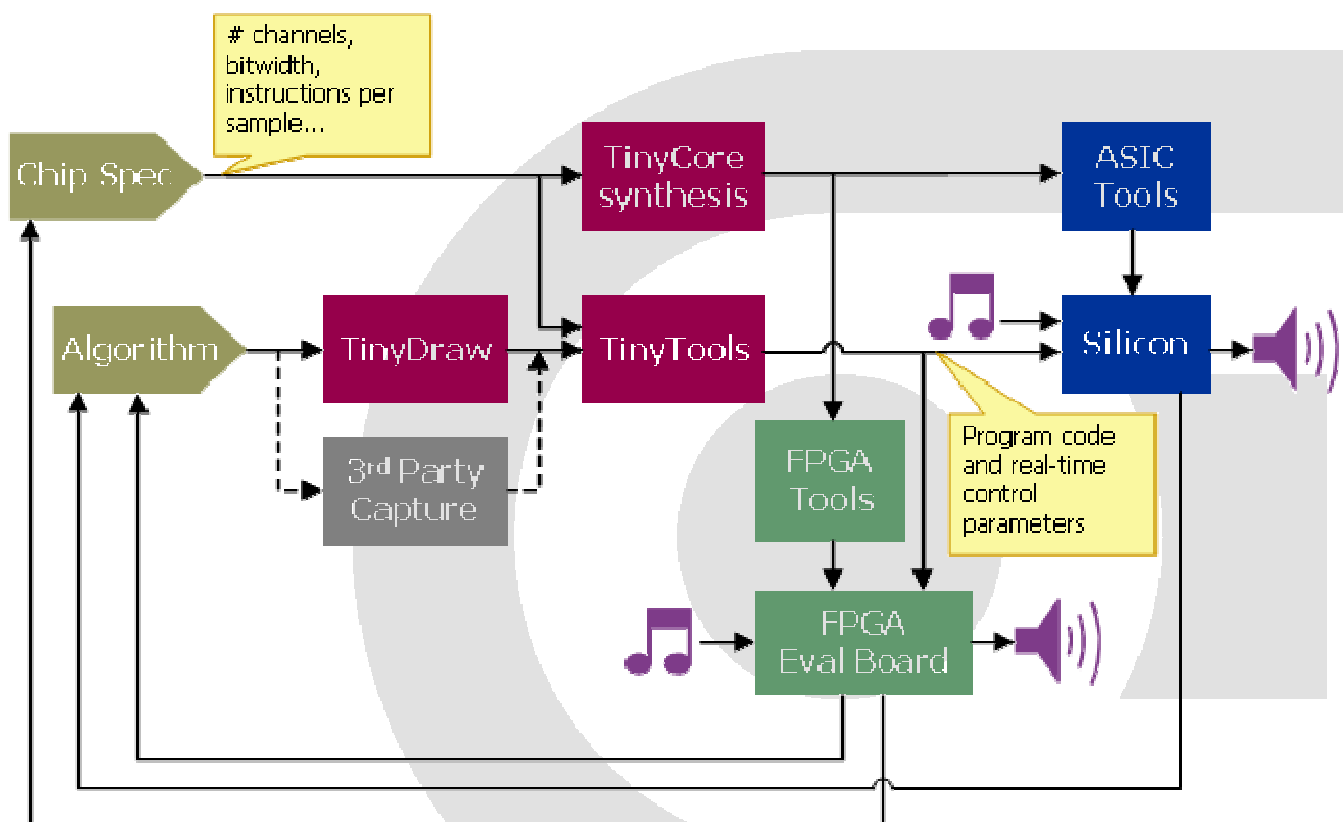 # channels,
bitwidth,
instructions per
sample...
Chip Spec
TinyCore
synthesis
ASIC
Tools
Algorithm
TinyDraw
TinyTools
Silicon
3rd Party
Capture
FPGA
Tools
Program code
and real-time
control
parameters
FPGA
Eval Board